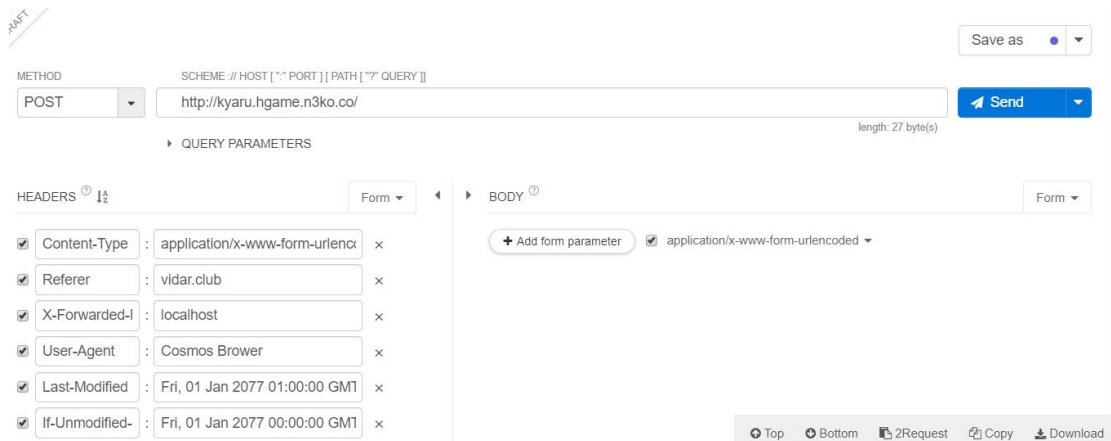 RAFT
Save as
METHOD
SCHEME :// HOST [ ":" PORT ] [ PATH [ "?" QUERY ]]
POST
http://kyaru.hgame.n3ko.co/
Send
length: 27 byte(s)
QUERY PARAMETERS
HEADERS ? Form
BODY ? Form
Content-Type : application/x-www-form-urlenco ×
+ Add form parameter application/x-www-form-urlencoded
Referer : vidar.club ×
X-Forwarded- : localhost ×
User-Agent : Cosmos Brower ×
Last-Modified : Fri, 01 Jan 2077 01:00:00 GMT ×
If-Unmodified- : Fri, 01 Jan 2077 00:00:00 GMT ×
Top Bottom 2Request Copy Download